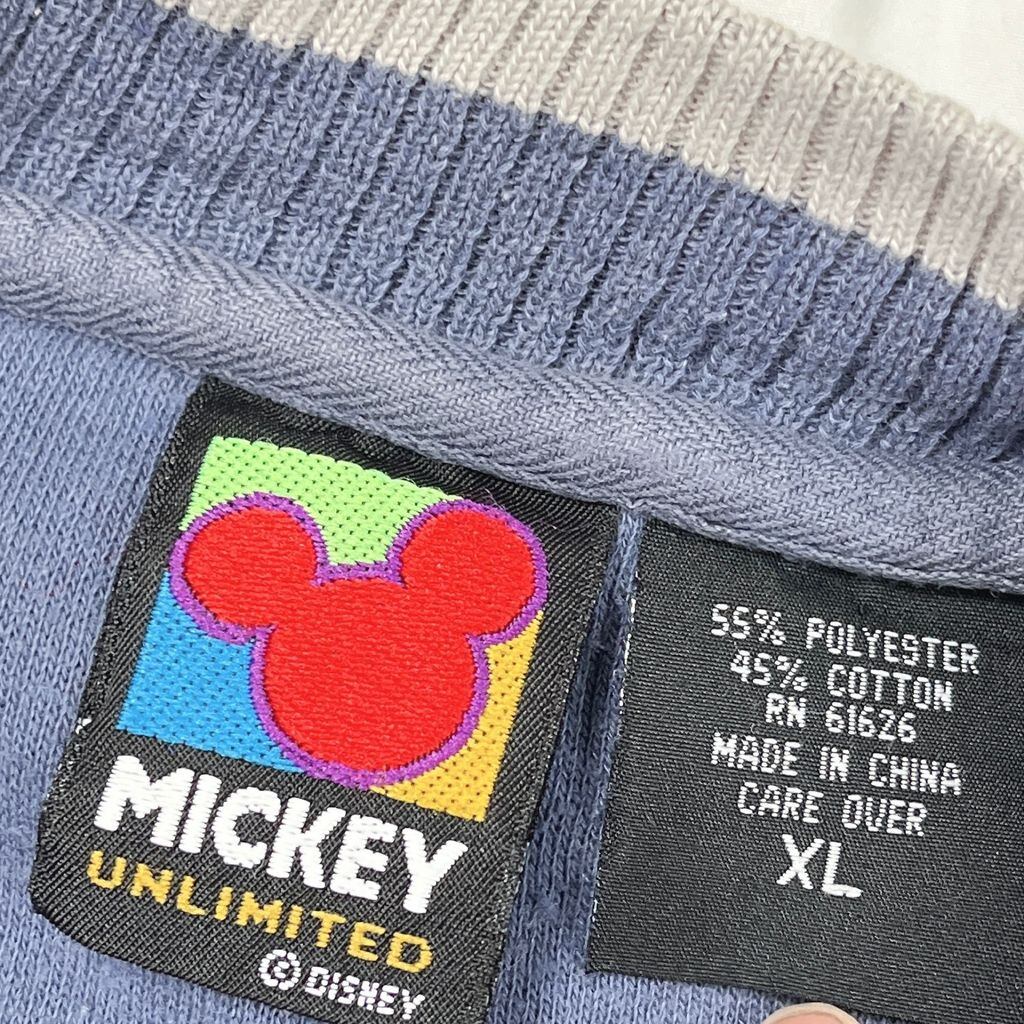 MICKEY
UNLIMITED
© DISNEY
55% POLYESTER
45% COTTON
RN 61626
MADE IN CHINA
CARE OVER
XL